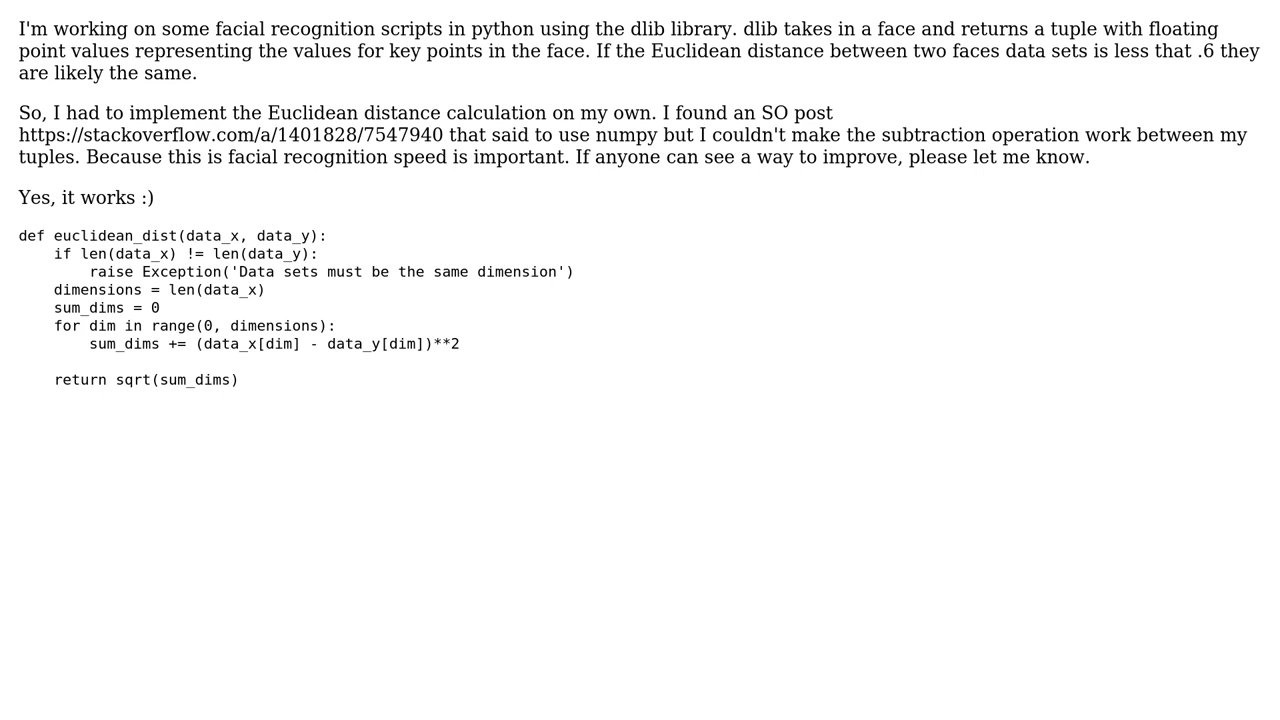 I'm working on some facial recognition scripts in python using the dlib library. dlib takes in a face and returns a tuple with floating
point values representing the values for key points in the face. If the Euclidean distance between two faces data sets is less that .6 they
are likely the same.
So, I had to implement the Euclidean distance calculation on my own. I found an SO post
https://stackoverflow.com/a/1401828/7547940 that said to use numpy but I couldn't make the subtraction operation work between my
tuples. Because this is facial recognition speed is important. If anyone can see a way to improve, please let me know.
Yes, it works :)
def euclidean_dist(data_x, data_y):
    if len(data_x) != len(data_y):
        raise Exception('Data sets must be the same dimension')
    dimensions = len(data_x)
    sum_dims = 0
    for dim in range(0, dimensions):
        sum_dims += (data_x[dim] - data_y[dim])**2
    return sqrt(sum_dims)